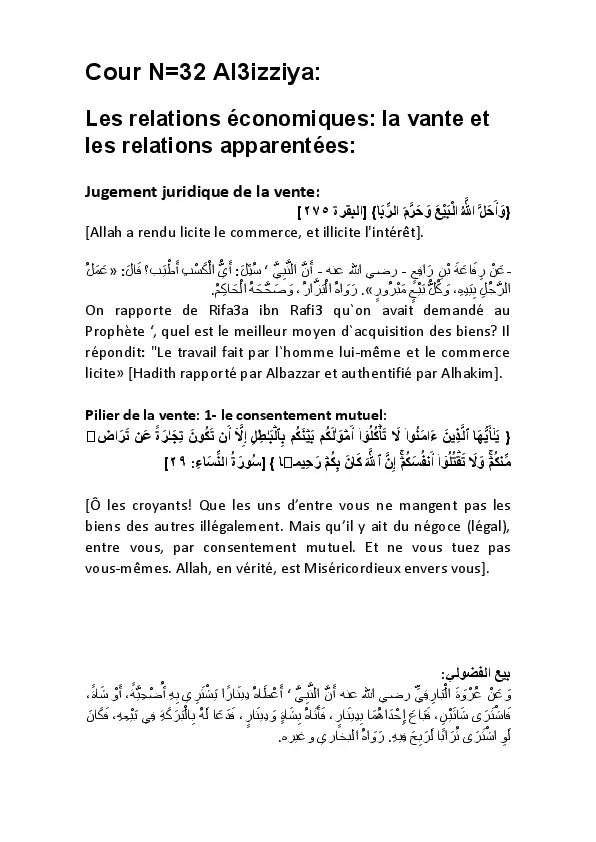 Cour N=32 Al3izziya:
Les relations économiques: la vante et
les relations apparentées:
Jugement juridique de la vente:
{وَأَحَلَّ اللَّهُ الْبَيْعَ وَحَرَّمَ الرِّبَا} [البقرة ٢٧٥]
[Allah a rendu licite le commerce, et illicite l'intérêt].
-عَنْ رِفَاعَةَ بْنِ رَافِعٍ - رضي الله عنه - أَنَّ النَّبِيَّ ‘ سُئِلَ: أَيُّ الْكَسْبِ أَطْيَبُ؟ قَالَ: « عَمَلُ
الرَّجُلِ بِيَدِهِ، وَكُلُّ بَيْعٍ مَبْرُورٍ ». رَوَاهُ الْبَزَّارُ ، وَصَحَّحَهُ الْحَاكِمُ.
On rapporte de Rifa3a ibn Rafi3 qu`on avait demandé au
Prophète ‘, quel est le meilleur moyen d`acquisition des biens? Il
répondit: "Le travail fait par l`homme lui-même et le commerce
licite» [Hadith rapporté par Albazzar et authentifié par Alhakim].
Pilier de la vente: 1- le consentement mutuel:
{ يَٰٓأَيُّهَا ٱلَّذِينَ ءَامَنُواْ لَا تَأۡكُلُوٓاْ أَمۡوَٰلَكُم بَيۡنَكُم بِٱلۡبَٰطِلِ إِلَّآ أَن تَكُونَ تِجَٰرَةً عَن تَرَاضٖ
مِّنكُمۡۚ وَلَا تَقۡتُلُوٓاْ أَنفُسَكُمۡۚ إِنَّ ٱللَّهَ كَانَ بِكُمۡ رَحِيمٗا } [سُورَةُ النِّسَاءِ: ٢٩]
[Ô les croyants! Que les uns d’entre vous ne mangent pas les
biens des autres illégalement. Mais qu’il y ait du négoce (légal),
entre vous, par consentement mutuel. Et ne vous tuez pas
vous-mêmes. Allah, en vérité, est Miséricordieux envers vous].
بيع الفضولي:
وَ عَنْ عُرْوَةَ الْبَارِقِيِّ رضي الله عنه أَنَّ النَّبِيَّ ‘ أَعْطَاهُ دِينَارًا يَشْتَرِي بِهِ أُضْحِيَّةً، أَوْ شَاةً،
فَاشْتَرَى شَاتَيْنِ، فَبَاعَ إِحْدَاهُمَا بِدِينَارٍ ، فَأَتَاهُ بِشَاةٍ وَدِينَارٍ ، فَدَعَا لَهُ بِالْبَرَكَةِ فِي بَيْعِهِ، فَكَانَ
لَوِ اشْتَرَى تُرَابًا لَرَبِحَ فِيهِ. رَوَاهُ البخاري وغيره.